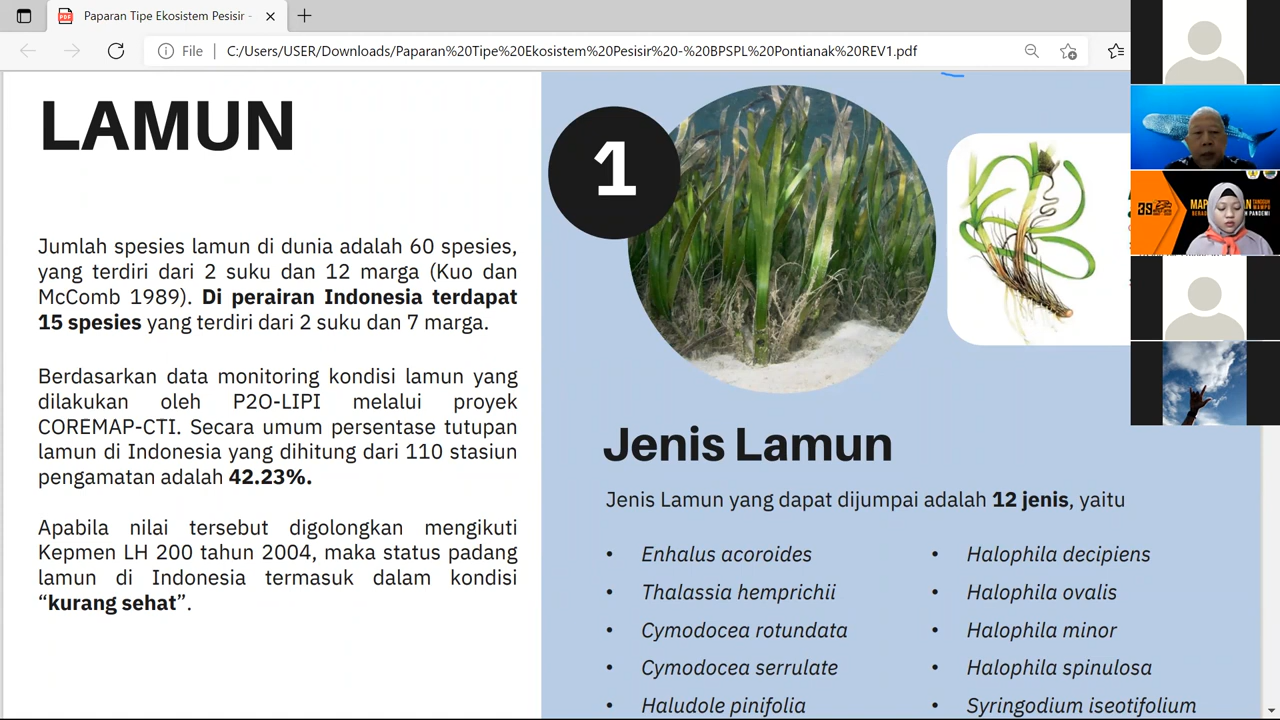 Paparan Tipe Ekosistem Pesisir -
File
C:/Users/USER/Downloads/Paparan%20Tipe%20Ekosistem%20Pesisir%20-%20BPSPL%20Pontianak%20REV1.pdf
LAMUN
Jumlah spesies lamun di dunia adalah 60 spesies,
yang terdiri dari 2 suku dan 12 marga (Kuo dan
McComb 1989). Di perairan Indonesia terdapat
15 spesies yang terdiri dari 2 suku dan 7 marga.
Berdasarkan data monitoring kondisi lamun yang
dilakukan oleh P2O-LIPI melalui proyek
COREMAP-CTI. Secara umum persentase tutupan
lamun di Indonesia yang dihitung dari 110 stasiun
pengamatan adalah 42.23%.
Apabila nilai tersebut digolongkan mengikuti
Kepmen LH 200 tahun 2004, maka status padang
lamun di Indonesia termasuk dalam kondisi
“kurang sehat”.
1
Jenis Lamun
Jenis Lamun yang dapat dijumpai adalah 12 jenis, yaitu
• Enhalus acoroides
• Thalassia hemprichii
• Cymodocea rotundata
• Cymodocea serrulate
• Haludole pinifolia
• Halophila decipiens
• Halophila ovalis
• Halophila minor
• Halophila spinulosa
• Syringodium iseotifolium
39